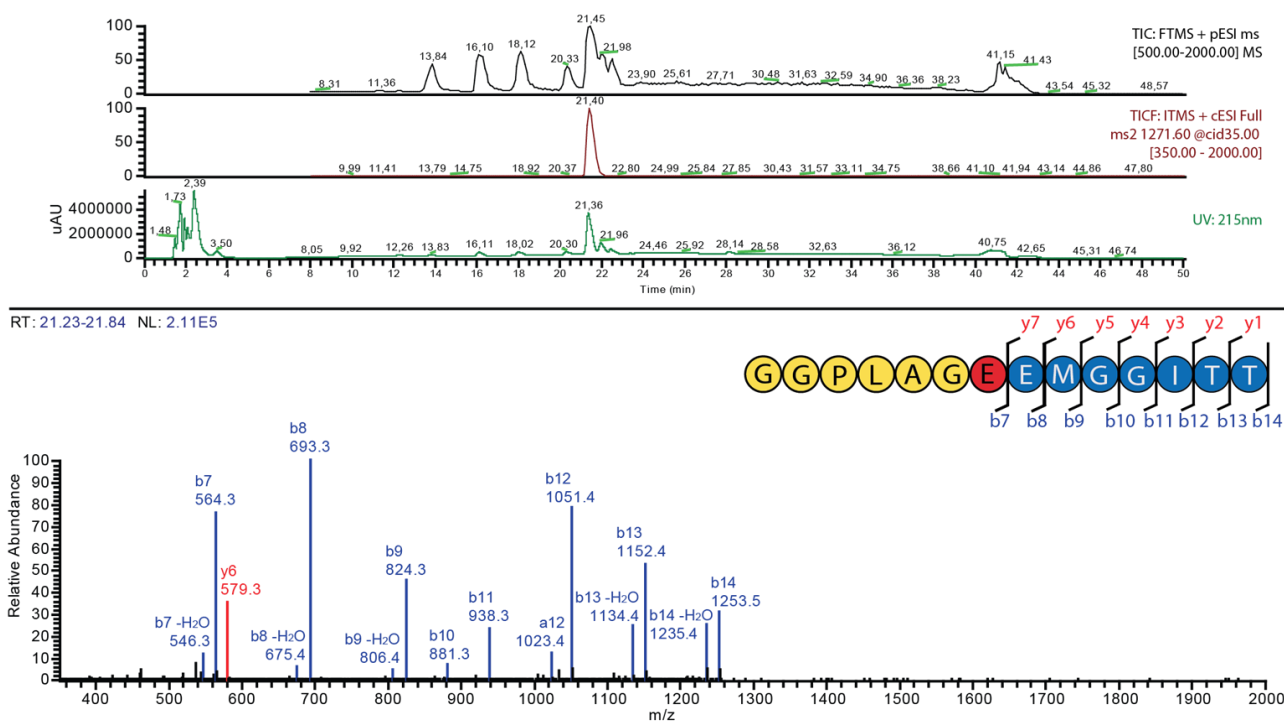 100
50
0
8,31 11,36 13,84 16,10 18,12 20,33 21,45 21,98 23,90 25,61 27,71 30,48 31,63 32,59 34,90 36,36 38,23 41,15 41,43 43,54 45,32 48,57
TIC: FTMS + pESI ms
[500.00-2000.00] MS
100
50
0
9,99 11,41 13,79 14,75 18,92 20,37 21,40 22,80 24,99 25,84 27,85 30,43 31,57 33,11 34,75 38,66 41,10 41,94 43,14 44,86 47,80
TICF: ITMS + cESI Full
ms2 1271.60 @cid35.00
[350.00 - 2000.00]
uAU
4000000
2000000
0
1,48 1,73 2,39 3,50 8,05 9,92 12,26 13,83 16,11 18,02 20,30 21,36 21,96 24,46 25,92 28,14 28,58 32,63 36,12 40,75 42,65 45,31 46,74
UV: 215nm
0 2 4 6 8 10 12 14 16 18 20 22 24 26 28 30 32 34 36 38 40 42 44 46 48 50
Time (min)
RT: 21.23-21.84 NL: 2.11E5
y7 y6 y5 y4 y3 y2 y1
G G P L A G E E M G G I T T
b7 b8 b9 b10 b11 b12 b13 b14
Relative Abundance
100
90
80
70
60
50
40
30
20
10
0
b7 -H2O
546.3
b7
564.3
y6
579.3
b8 -H2O
675.4
b8
693.3
b9 -H2O
806.4
b9
824.3
b10
881.3
b11
938.3
a12
1023.4
b12
1051.4
b13 -H2O
1134.4
b13
1152.4
b14 -H2O
1235.4
b14
1253.5
400 500 600 700 800 900 1000 1100 1200 1300 1400 1500 1600 1700 1800 1900 2000
m/z